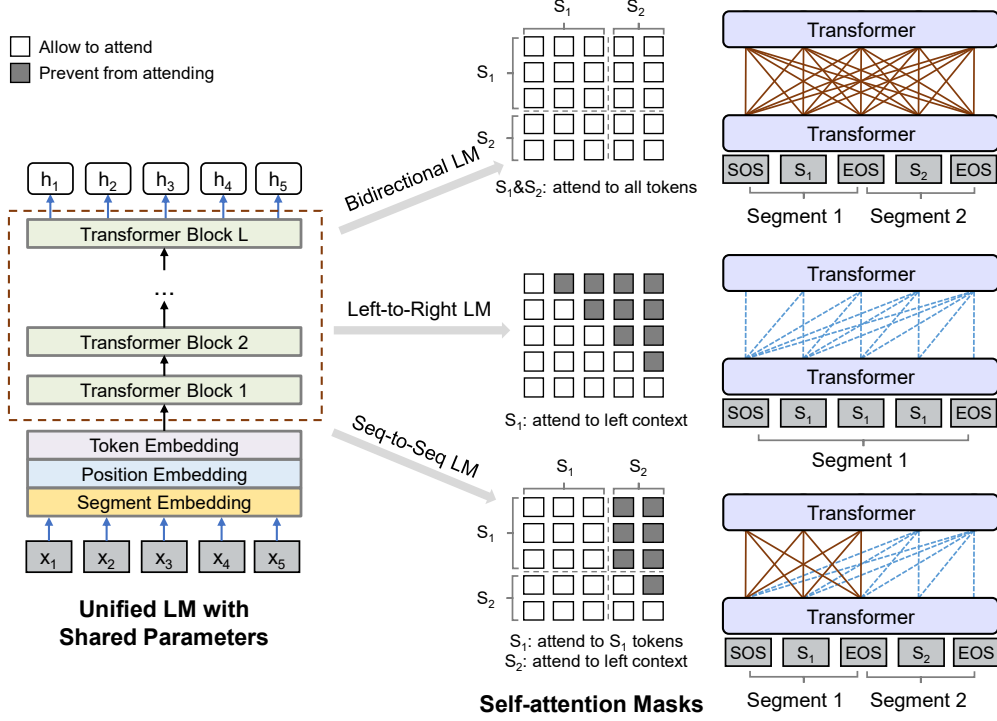 Allow to attend
Prevent from attending
h1 h2 h3 h4 h5
Transformer Block L
...
Transformer Block 2
Transformer Block 1
Token Embedding
Position Embedding
Segment Embedding
x1 x2 x3 x4 x5
Unified LM with
Shared Parameters
Bidirectional LM
Left-to-Right LM
Seq-to-Seq LM
S1 S2
S1
S2
S1&S2: attend to all tokens
S1: attend to left context
S1 S2
S1
S2
S1: attend to S1 tokens
S2: attend to left context
Self-attention Masks
Transformer
Transformer
SOS S1 EOS S2 EOS
Segment 1 Segment 2
Transformer
Transformer
SOS S1 S1 S1 EOS
Segment 1
Transformer
Transformer
SOS S1 EOS S2 EOS
Segment 1 Segment 2